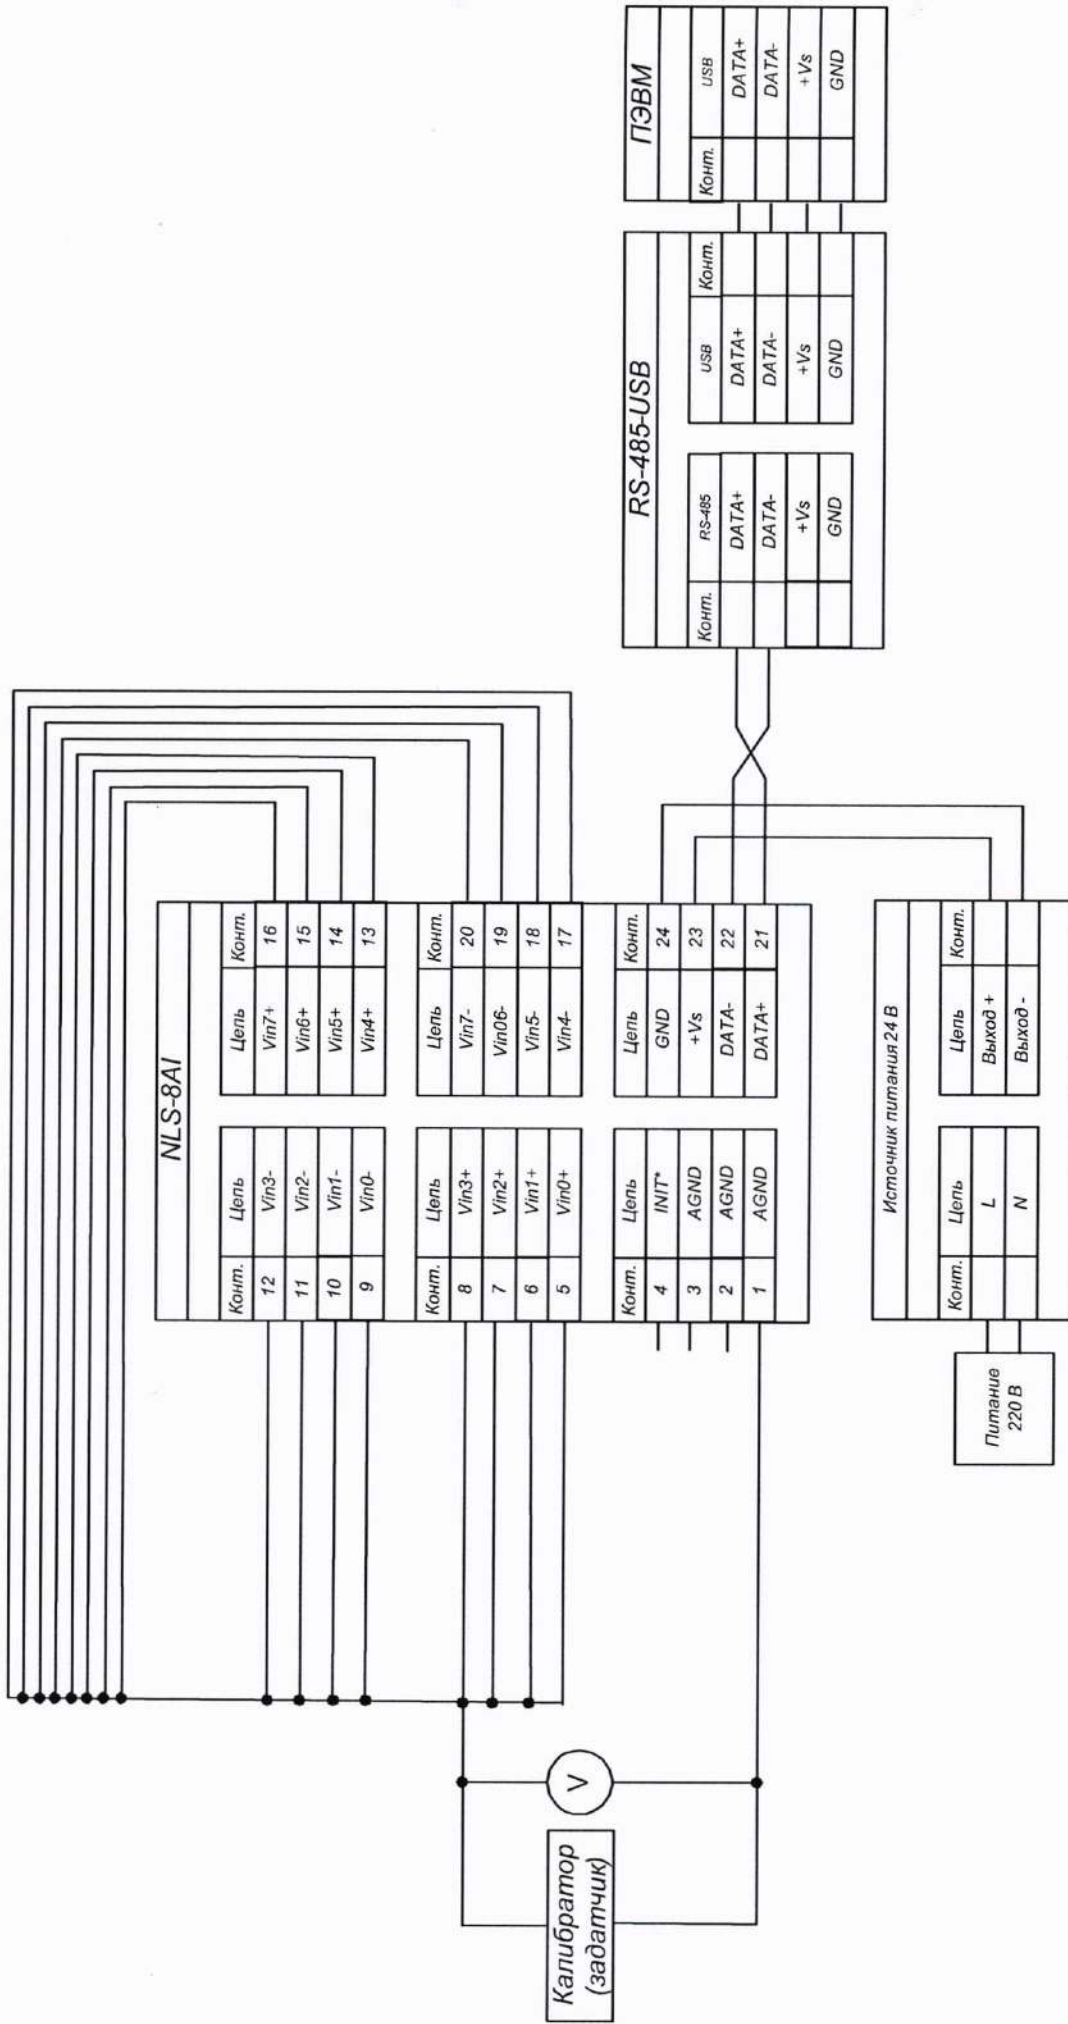 NLS-8AI
Конт. Цепь Цепь Конт.
12 Vin3- Vin7+ 16
11 Vin2- Vin6+ 15
10 Vin1- Vin5+ 14
9 Vin0- Vin4+ 13
Конт. Цепь Цепь Конт.
8 Vin3+ Vin7- 20
7 Vin2+ Vin06- 19
6 Vin1+ Vin5- 18
5 Vin0+ Vin4- 17
Конт. Цепь Цепь Конт.
4 INIT* GND 24
3 AGND +Vs 23
2 AGND DATA- 22
1 AGND DATA+ 21
Калибратор
(задатчик)
V
RS-485-USB
Конт. RS-485 USB Конт.
DATA+ DATA+
DATA- DATA-
+Vs +Vs
GND GND
ПЭВМ
Конт. USB
DATA+
DATA-
+Vs
GND
Источник питания 24 В
Конт. Цепь Цепь Конт.
L Выход +
N Выход -
Питание
220 В